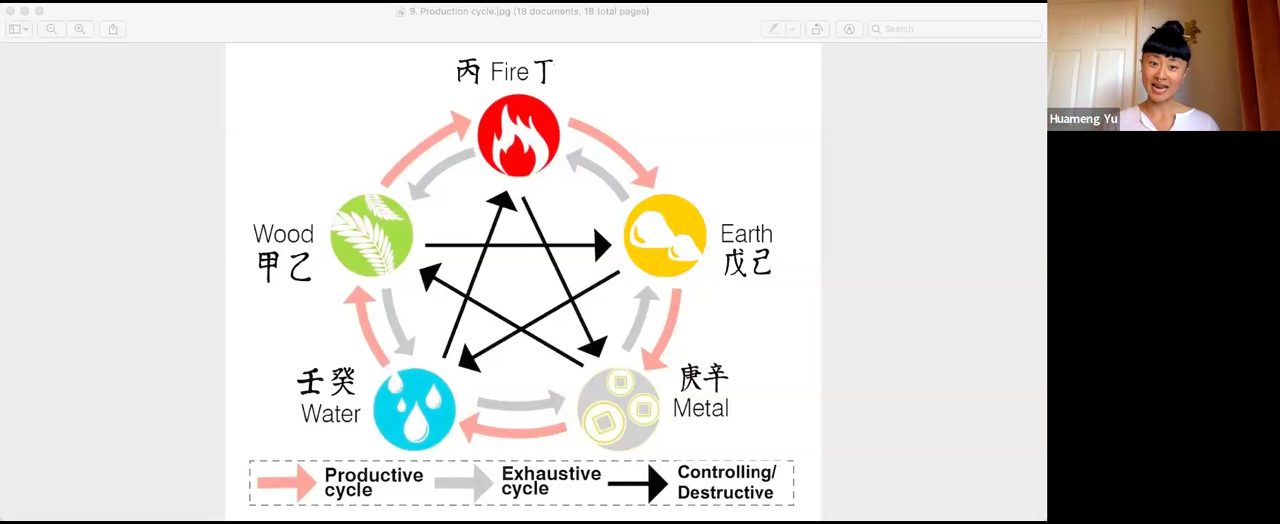 9. Production cycle.jpg (18 documents, 18 total pages)
Search
Huameng Yu
丙 Fire 丁
Wood
甲乙
Earth
戊己
壬癸
Water
庚辛
Metal
Productive cycle
Exhaustive cycle
Controlling/
Destructive